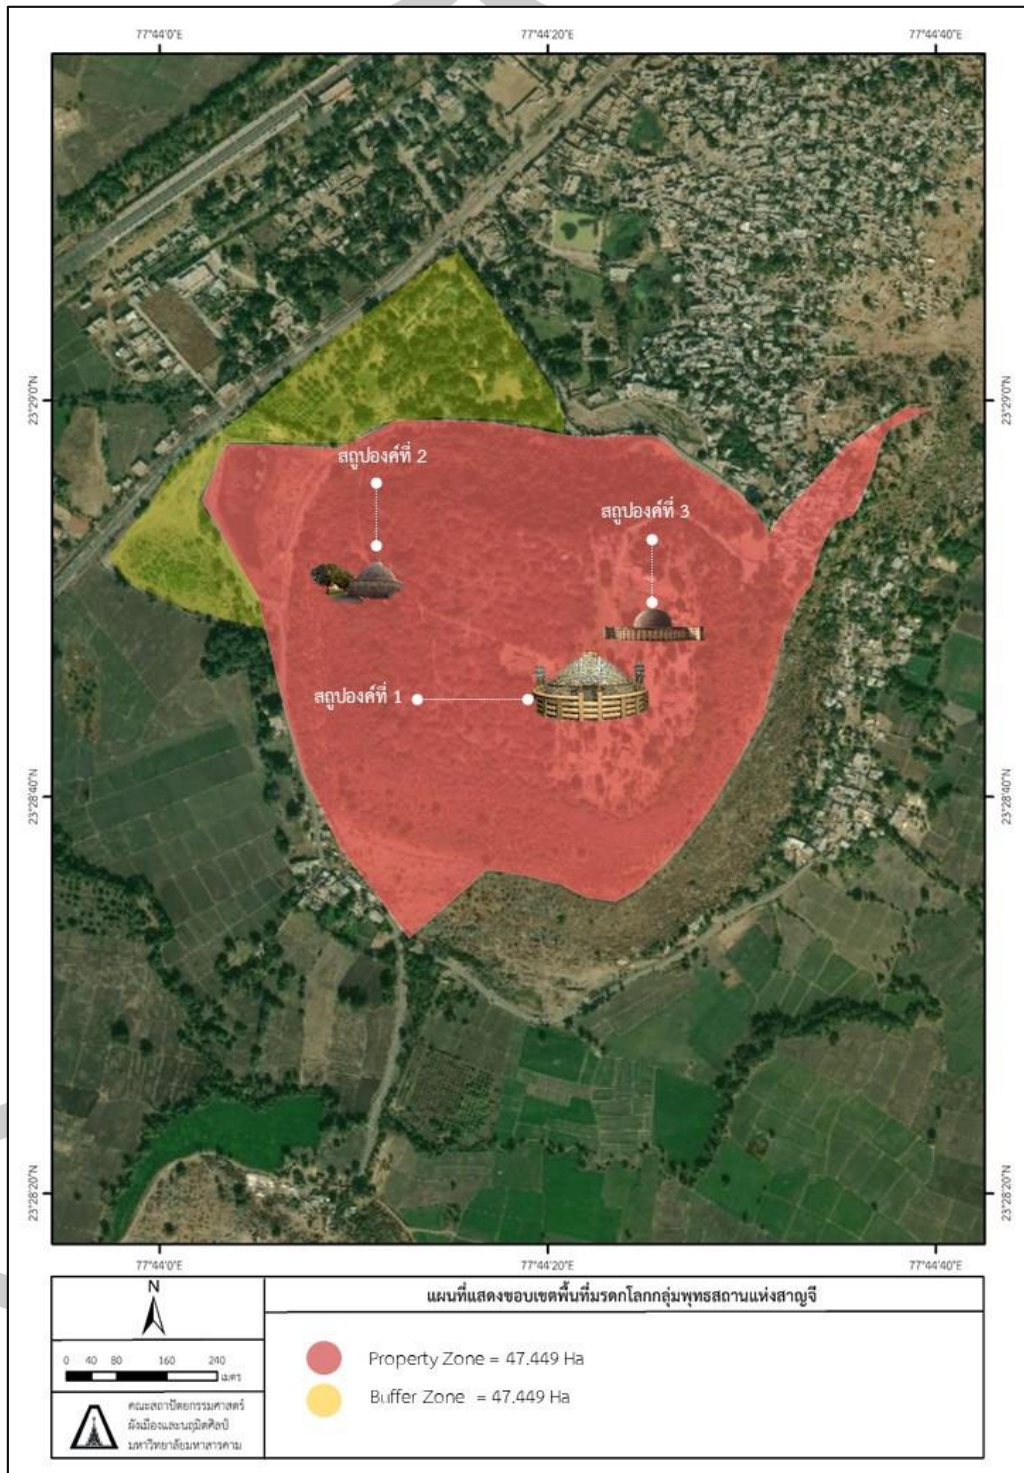 77°44'0"E 77°44'20"E 77°44'40"E
23°29'0"N 23°29'0"N
สถูปองค์ที่ 2
สถูปองค์ที่ 3
สถูปองค์ที่ 1
23°28'40"N 23°28'40"N
23°28'20"N 23°28'20"N
77°44'0"E 77°44'20"E 77°44'40"E
N
แผนที่แสดงขอบเขตพื้นที่มรดกโลกกลุ่มพุทธสถานแห่งสาญจี
0 40 80 160 240
เมตร
Property Zone = 47.449 Ha
Buffer Zone = 47.449 Ha
คณะสถาปัตยกรรมศาสตร์
ผังเมืองและนฤมิตศิลป์
มหาวิทยาลัยมหาสารคาม